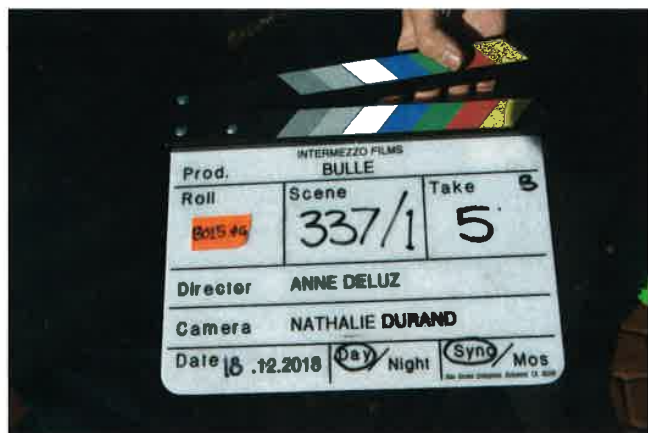 INTERMEZZO FILMS
Prod. BULLE
Roll Scene Take B
337/1 5
Director ANNE DELUZ
Camera NATHALIE DURAND
Date 18.12.2018 Day/Night Sync/Mos